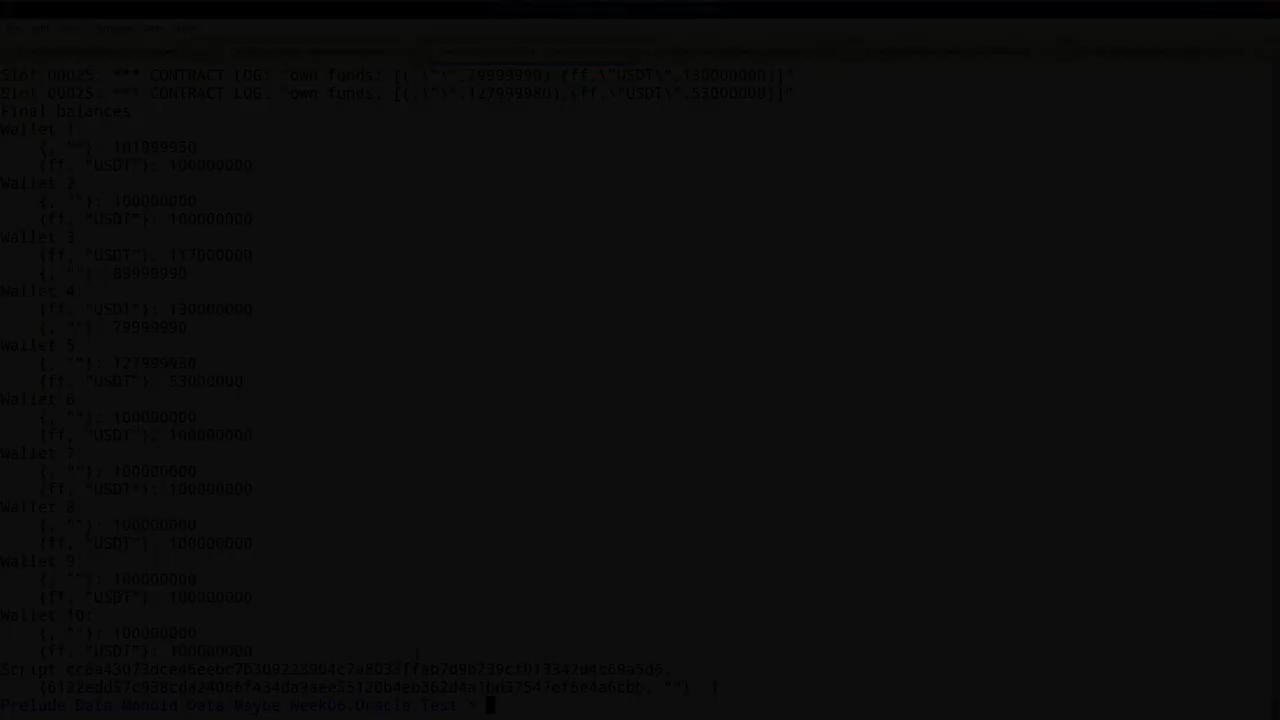 Slot 00025: *** CONTRACT LOG: "own funds: [(,\"\",79999990),(ff,\"USDT\",130000000)]"
Slot 00025: *** CONTRACT LOG: "own funds: [(,\"\",127999980),(ff,\"USDT\",53000000)]"
Final balances
Wallet 1:
{, ""}: 101999950
{ff, "USDT"}: 100000000
Wallet 2:
{, ""}: 100000000
{ff, "USDT"}: 100000000
Wallet 3:
{ff, "USDT"}: 117000000
{, ""}: 89999990
Wallet 4:
{ff, "USDT"}: 130000000
{, ""}: 79999990
Wallet 5:
{, ""}: 127999980
{ff, "USDT"}: 53000000
Wallet 6:
{, ""}: 100000000
{ff, "USDT"}: 100000000
Wallet 7:
{, ""}: 100000000
{ff, "USDT"}: 100000000
Wallet 8:
{, ""}: 100000000
{ff, "USDT"}: 100000000
Wallet 9:
{, ""}: 100000000
{ff, "USDT"}: 100000000
Wallet 10:
{, ""}: 100000000
{ff, "USDT"}: 100000000
Script
Prelude Data.Monoid Data.Maybe Week06.Oracle.Test >